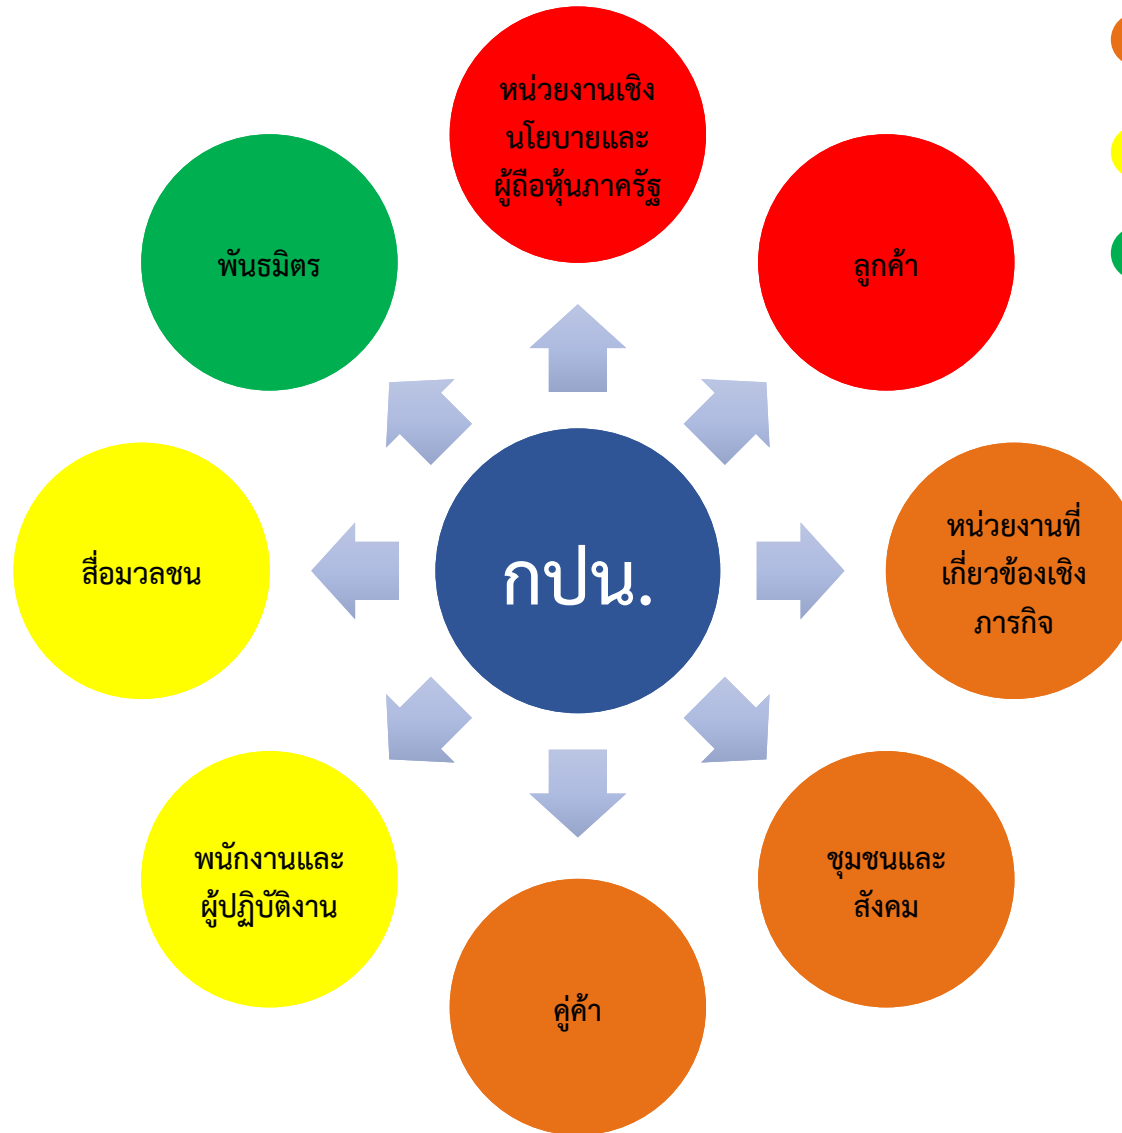 หน่วยงานเชิง
นโยบายและ
ผู้ถือหุ้นภาครัฐ
พันธมิตร
ลูกค้า
หน่วยงานที่
เกี่ยวข้องเชิง
ภารกิจ
สื่อมวลชน
กปน.
พนักงานและ
ผู้ปฏิบัติงาน
ชุมชนและ
สังคม
คู่ค้า